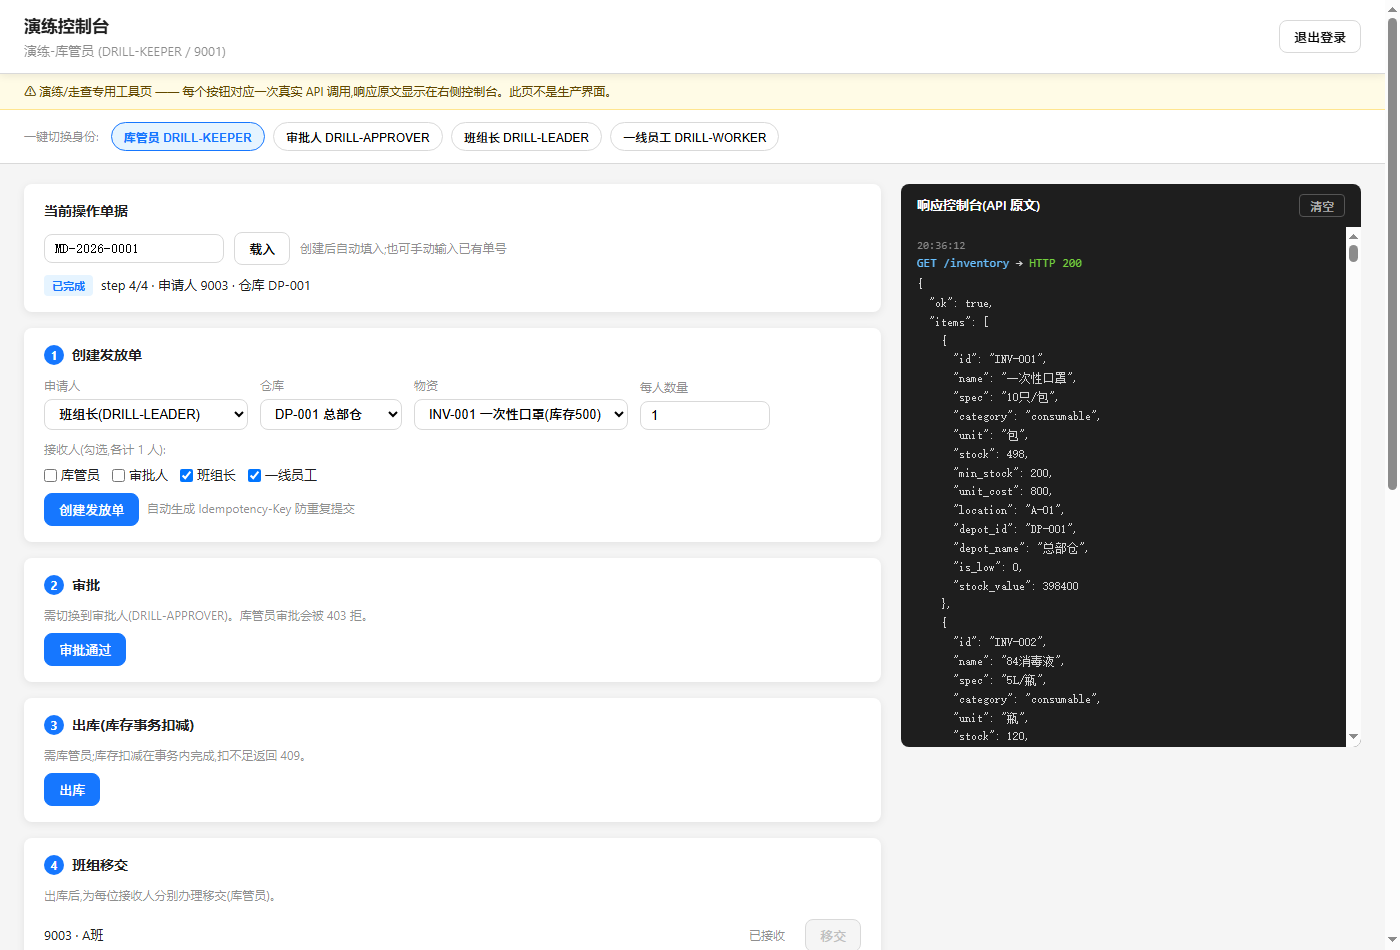 演练控制台
演练-库管员 (DRILL-KEEPER / 9001)
退出登录
⚠ 演练/走查专用工具页 —— 每个按钮对应一次真实 API 调用,响应原文显示在右侧控制台。此页不是生产界面。
一键切换身份: 库管员 DRILL-KEEPER 审批人 DRILL-APPROVER 班组长 DRILL-LEADER 一线员工 DRILL-WORKER
当前操作单据
MD-2026-0001 载入 创建后自动填入;也可手动输入已有单号
已完成 step 4/4 · 申请人 9003 · 仓库 DP-001
1 创建发放单
申请人 仓库 物资 每人数量
班组长(DRILL-LEADER) DP-001 总部仓 INV-001 一次性口罩(库存500) 1
接收人(勾选,各计 1 人):
库管员 审批人 班组长 一线员工
创建发放单 自动生成 Idempotency-Key 防重复提交
2 审批
需切换到审批人(DRILL-APPROVER)。库管员审批会被 403 拒。
审批通过
3 出库(库存事务扣减)
需库管员;库存扣减在事务内完成,扣不足返回 409。
出库
4 班组移交
出库后,为每位接收人分别办理移交(库管员)。
9003 · A班 已接收 移交
响应控制台(API 原文) 清空
20:36:12
GET /inventory → HTTP 200
{
"ok": true,
"items": [
{
"id": "INV-001",
"name": "一次性口罩",
"spec": "10只/包",
"category": "consumable",
"unit": "包",
"stock": 498,
"min_stock": 200,
"unit_cost": 800,
"location": "A-01",
"depot_id": "DP-001",
"depot_name": "总部仓",
"is_low": 0,
"stock_value": 398400
},
{
"id": "INV-002",
"name": "84消毒液",
"spec": "5L/瓶",
"category": "consumable",
"unit": "瓶",
"stock": 120,